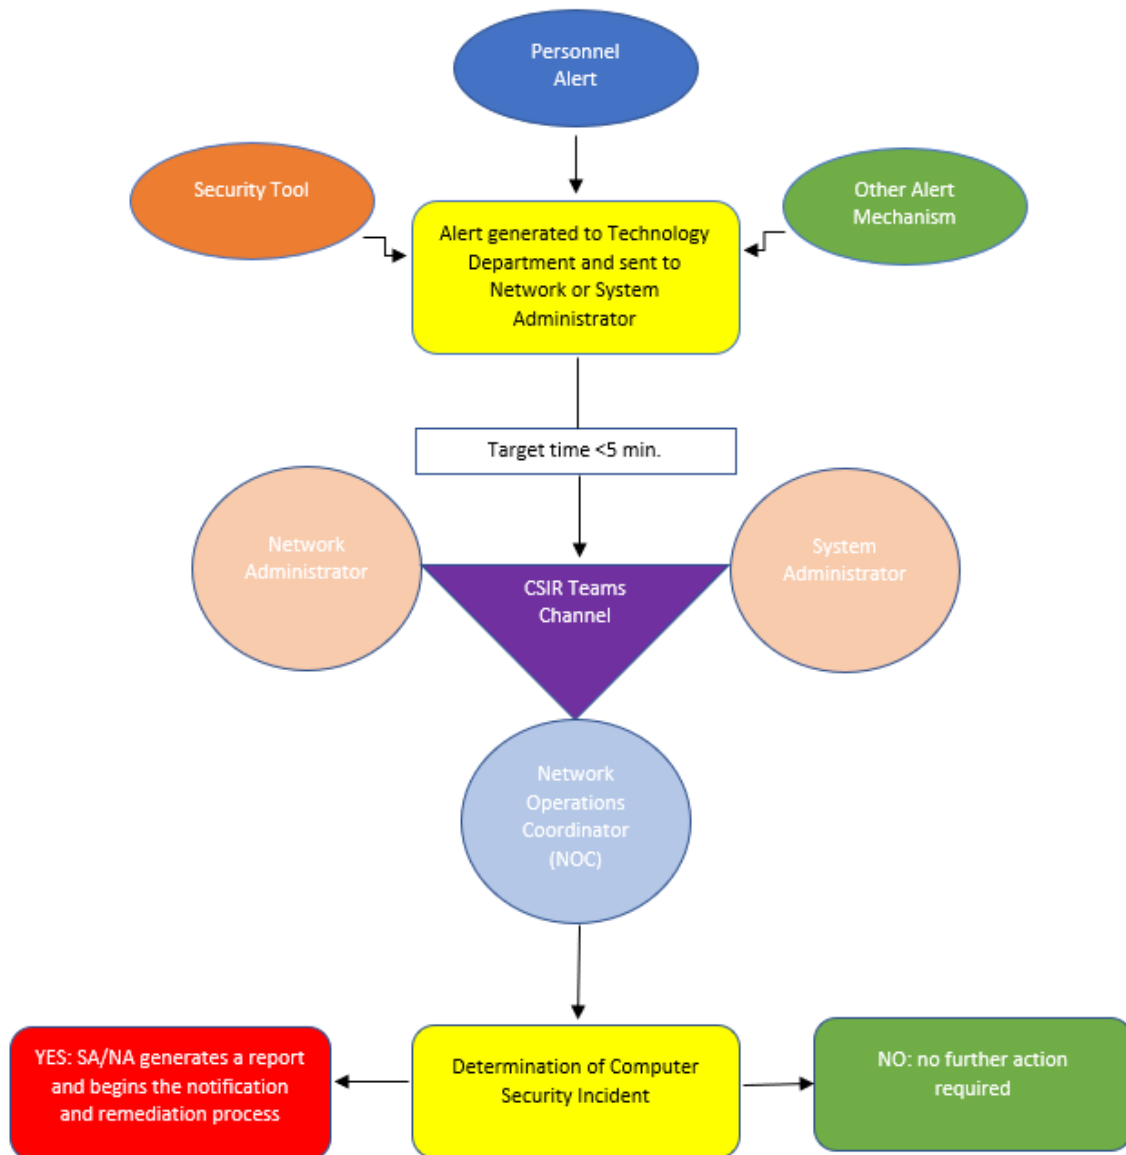 Personnel
Alert
Security Tool
Other Alert
Mechanism
Alert generated to Technology
Department and sent to
Network or System
Administrator
Target time <5 min.
Network
Administrator
System
Administrator
CSIR Teams
Channel
Network
Operations
Coordinator
(NOC)
YES: SA/NA generates a report
and begins the notification
and remediation process
Determination of Computer
Security Incident
NO: no further action
required